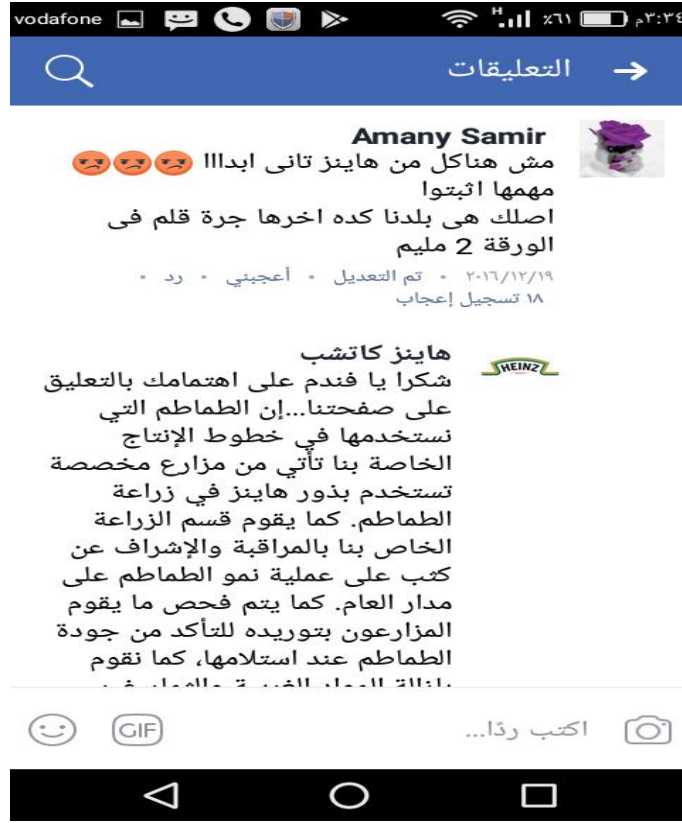 vodafone ٦١٪ ٣:٣٤م
التعليقات
Amany Samir
مش هناكل من هاينز تانى ابدااا
مهمها اثبتوا
اصلك هى بلدنا كده اخرها جرة قلم فى
الورقة 2 مليم
٢٠١٦/١٢/١٩ • تم التعديل • أعجبني • رد •
١٨ تسجيل إعجاب
HEINZ
هاينز كاتشب
شكرا يا فندم على اهتمامك بالتعليق
على صفحتنا...إن الطماطم التي
نستخدمها في خطوط الإنتاج
الخاصة بنا تأتي من مزارع مخصصة
تستخدم بذور هاينز في زراعة
الطماطم. كما يقوم قسم الزراعة
الخاص بنا بالمراقبة والإشراف عن
كثب على عملية نمو الطماطم على
مدار العام. كما يتم فحص ما يقوم
المزارعون بتوريده للتأكد من جودة
الطماطم عند استلامها، كما نقوم
اكتب ردًا...
GIF